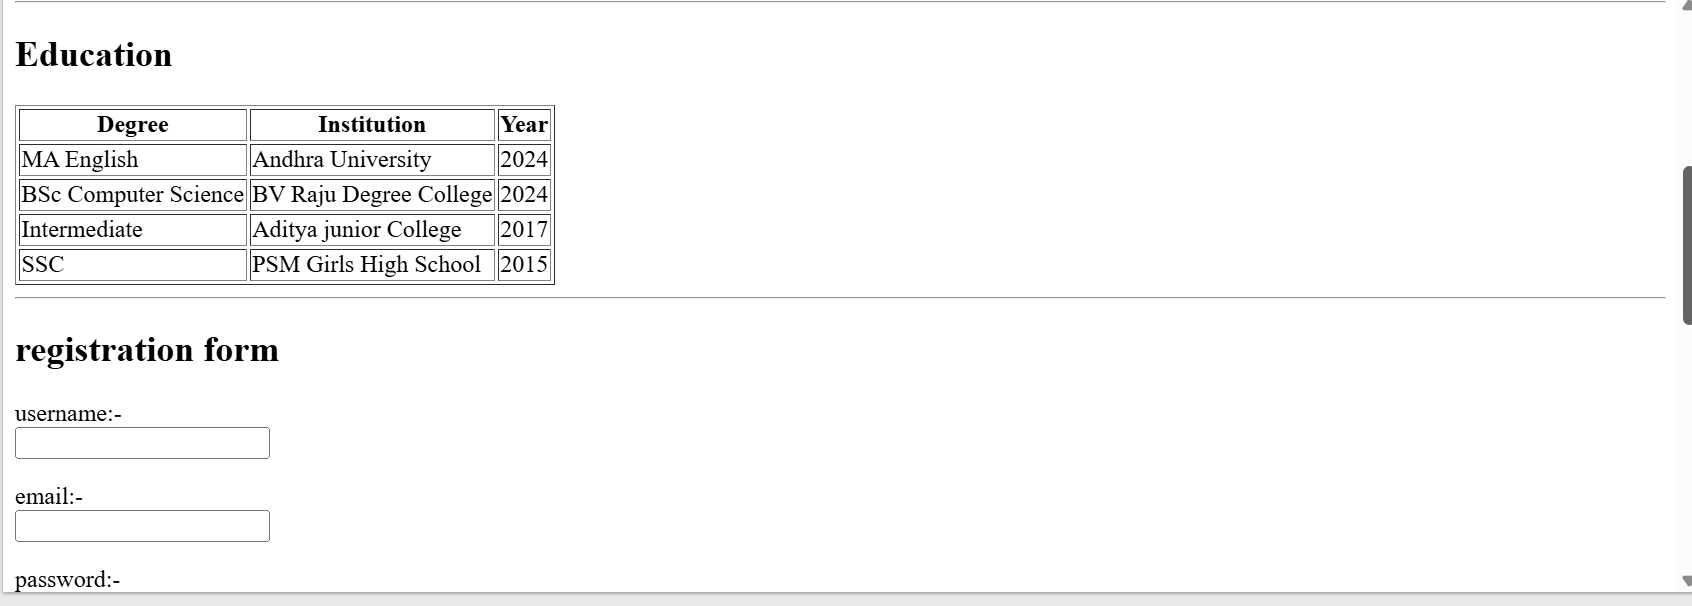 Education
Degree Institution Year
MA English Andhra University 2024
BSc Computer Science BV Raju Degree College 2024
Intermediate Aditya junior College 2017
SSC PSM Girls High School 2015
registration form
username:-
email:-
password:-